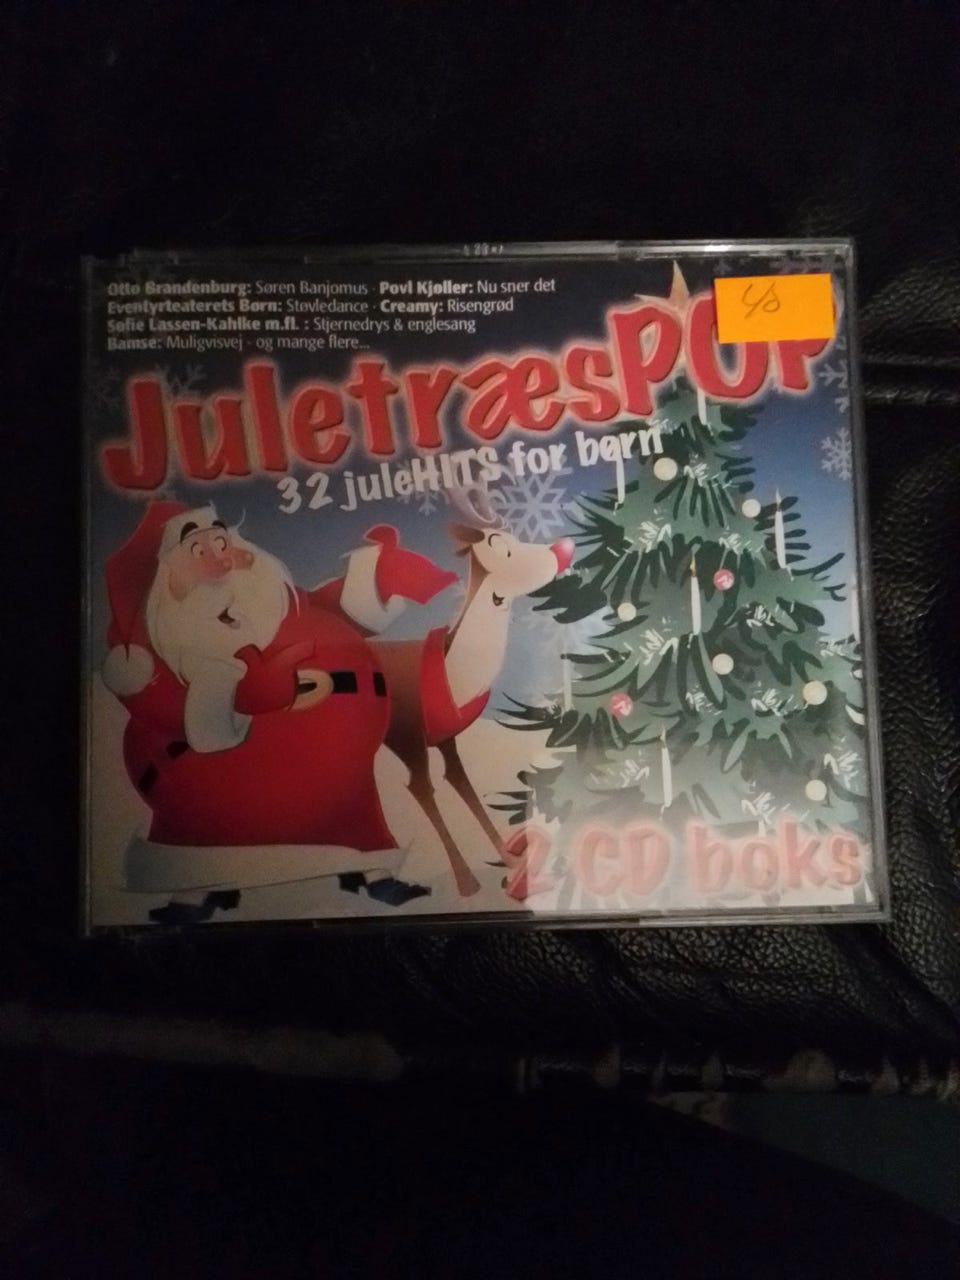 Otto Brandenburg: Søren Banjomus · Povl Kjøller: Nu sner det
Eventyrteaterets Børn: Støvledance · Creamy: Risengrød
Sofie Lassen-Kahlke m.fl. : Stjernedrys & englesang
Bamse: Muligvisvej - og mange flere...
JuletræsPOP
32 juleHITS for børn
2 CD boks